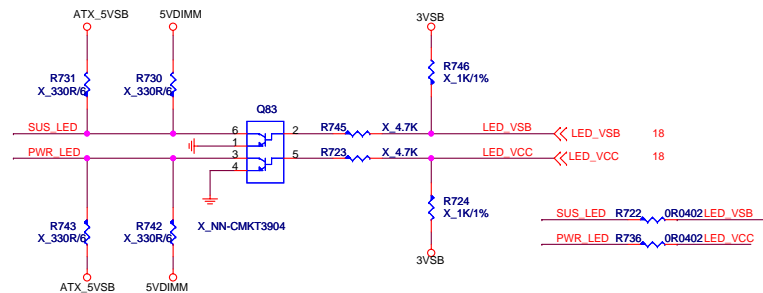 ATX_5VSB
5VDIMM
3VSB
R731
X_330R/6
R730
X_330R/6
R746
X_1K/1%
Q83
SUS_LED
6
2
R745
X_4.7K
LED_VSB
LED_VSB
18
1
PWR_LED
3
5
R723
X_4.7K
LED_VCC
LED_VCC
18
4
R743
X_330R/6
R742
X_330R/6
X_NN-CMKT3904
R724
X_1K/1%
SUS_LED
R722
0R0402
LED_VSB
PWR_LED
R736
0R0402
LED_VCC
ATX_5VSB
5VDIMM
3VSB